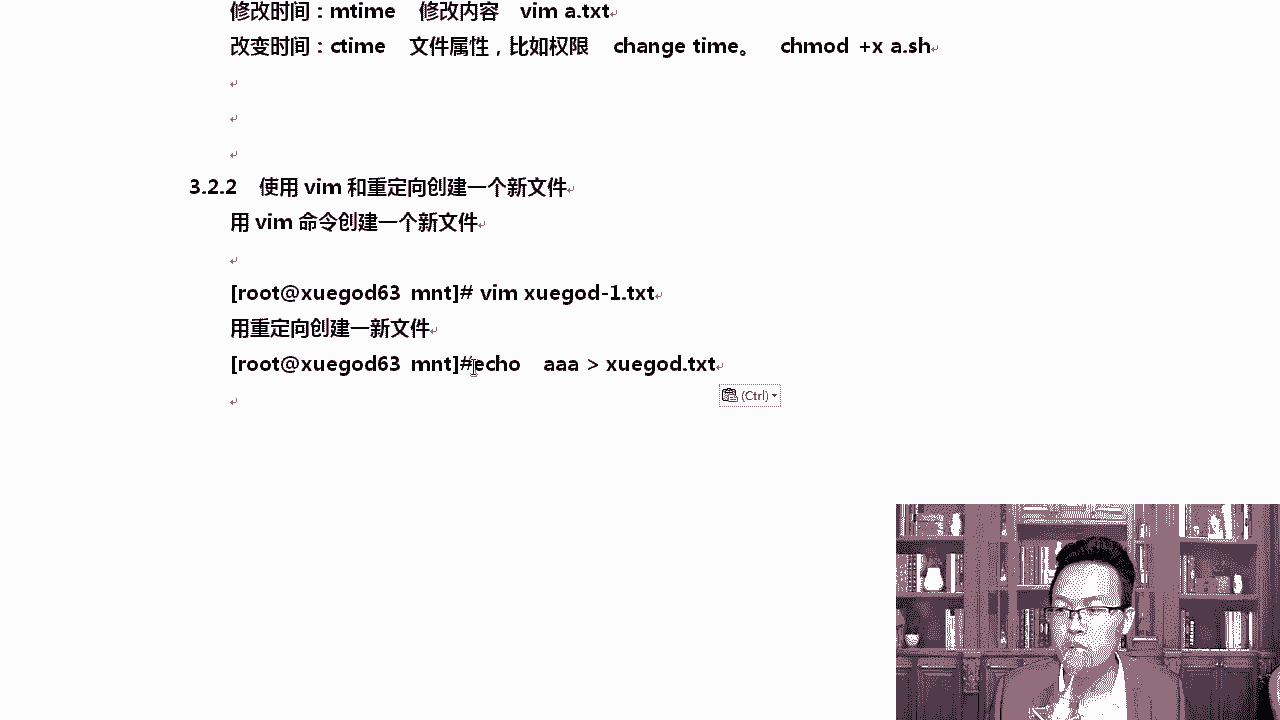 修改时间：mtime 修改内容 vim a.txt
改变时间：ctime 文件属性，比如权限 change time。 chmod +x a.sh
3.2.2 使用 vim 和重定向创建一个新文件
用 vim 命令创建一个新文件
[root@xuegod63 mnt]# vim xuegod-1.txt
用重定向创建一新文件
[root@xuegod63 mnt]#echo aaa > xuegod.txt
(Ctrl)